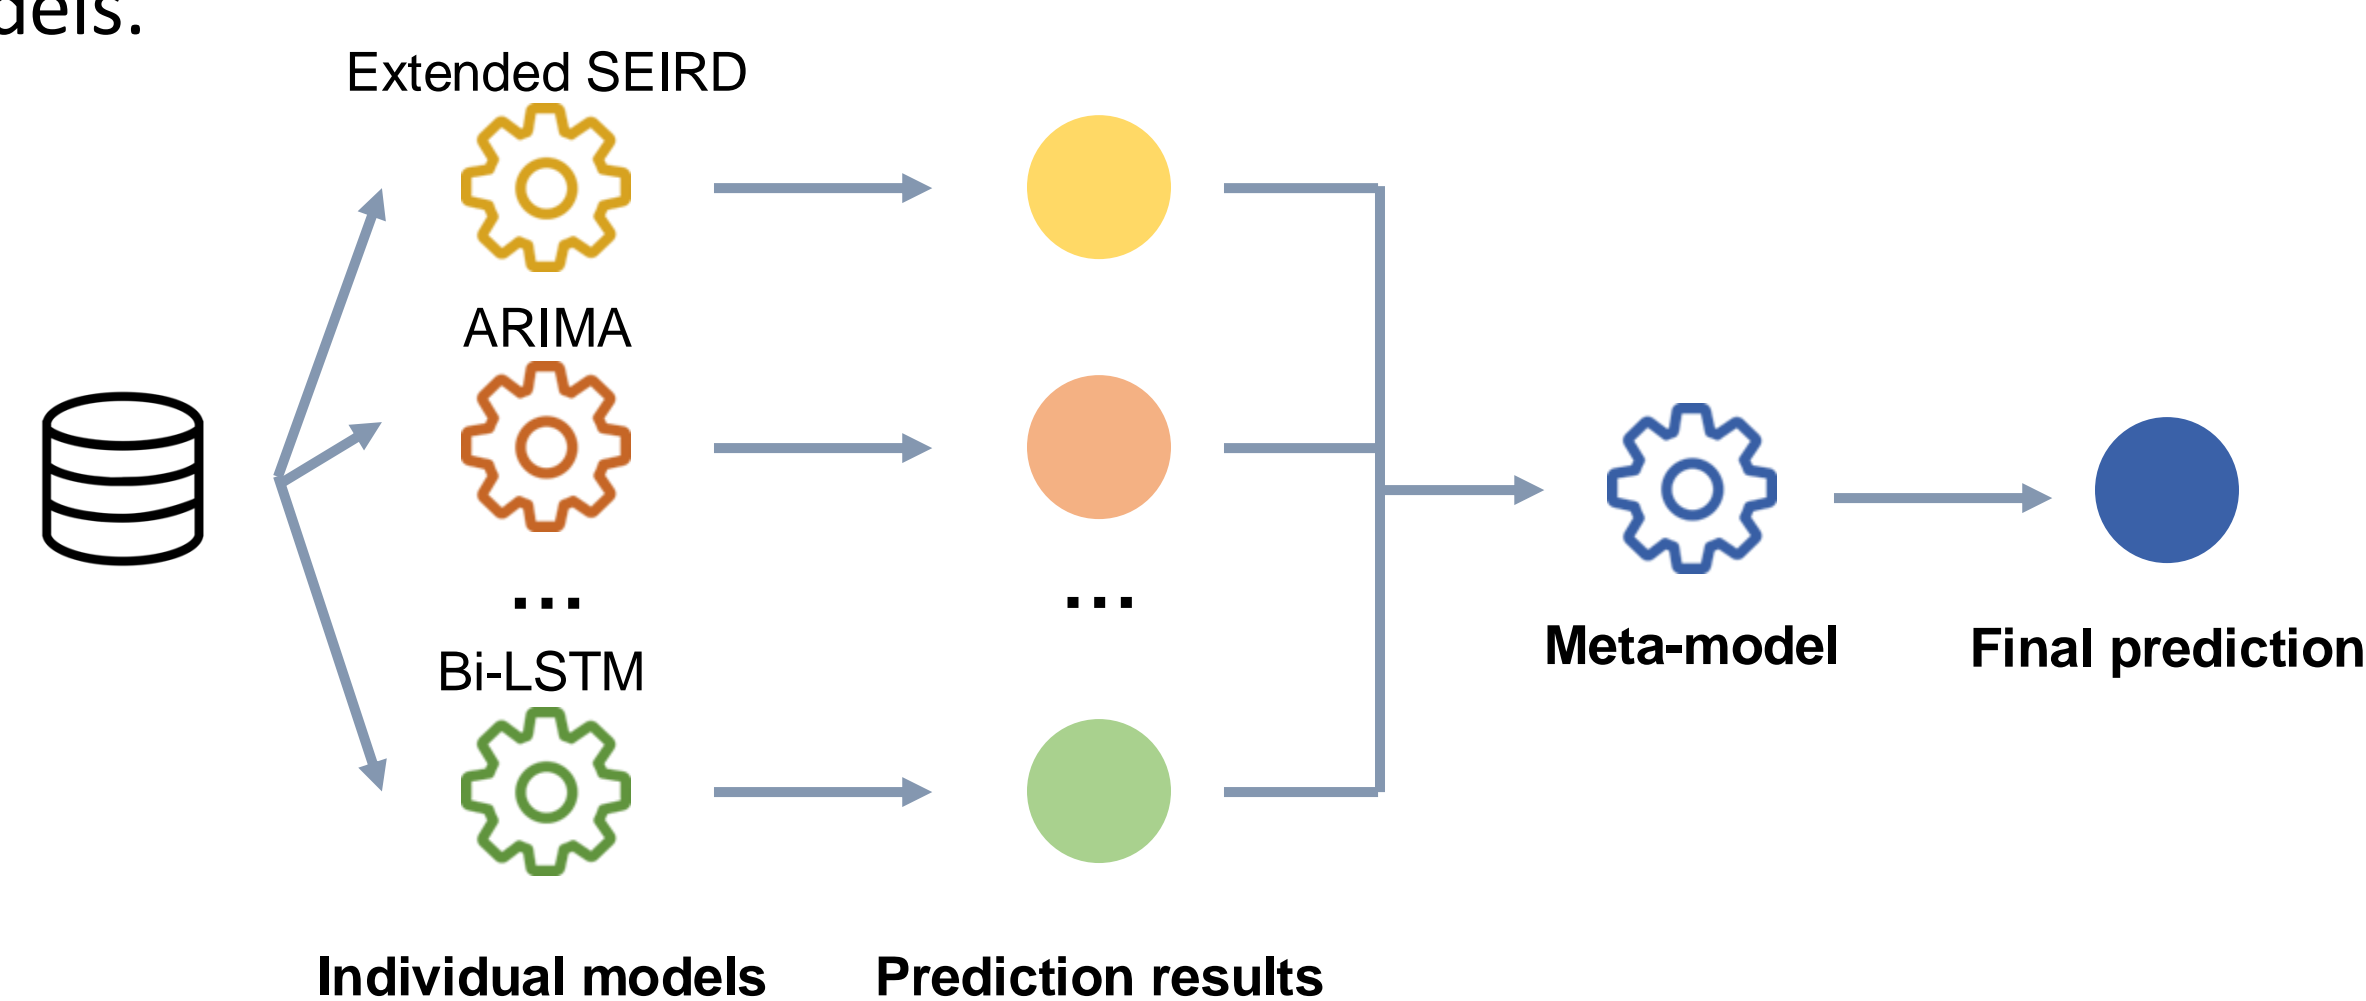 Extended SEIRD
ARIMA
...
...
Bi-LSTM
Meta-model
Final prediction
Individual models
Prediction results